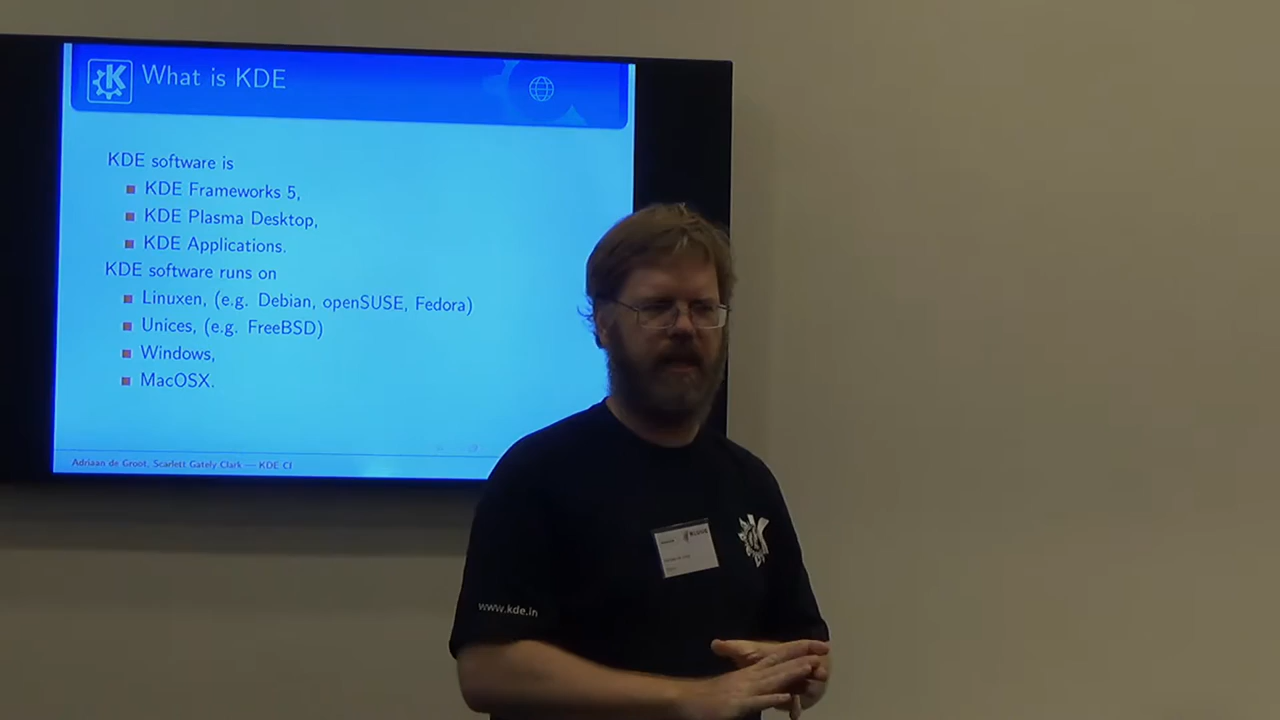 What is KDE
KDE software is
KDE Frameworks 5,
KDE Plasma Desktop,
KDE Applications.
KDE software runs on
Linuxen, (e.g. Debian, openSUSE, Fedora)
Unices, (e.g. FreeBSD)
Windows,
MacOSX.
Adriaan de Groot, Scarlett Gately Clark — KDE CI
www.kde.in